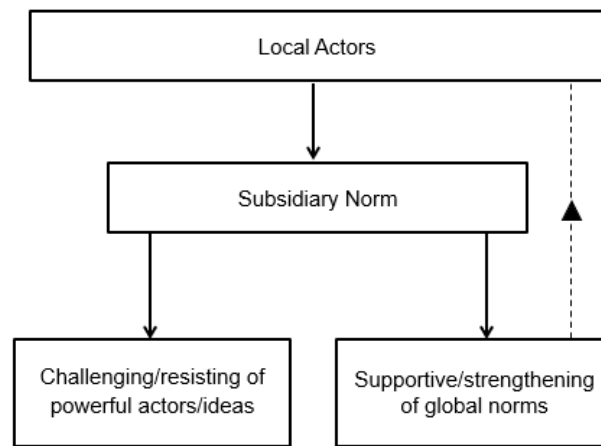 Local Actors
Subsidiary Norm
Challenging/resisting of
powerful actors/ideas
Supportive/strengthening
of global norms